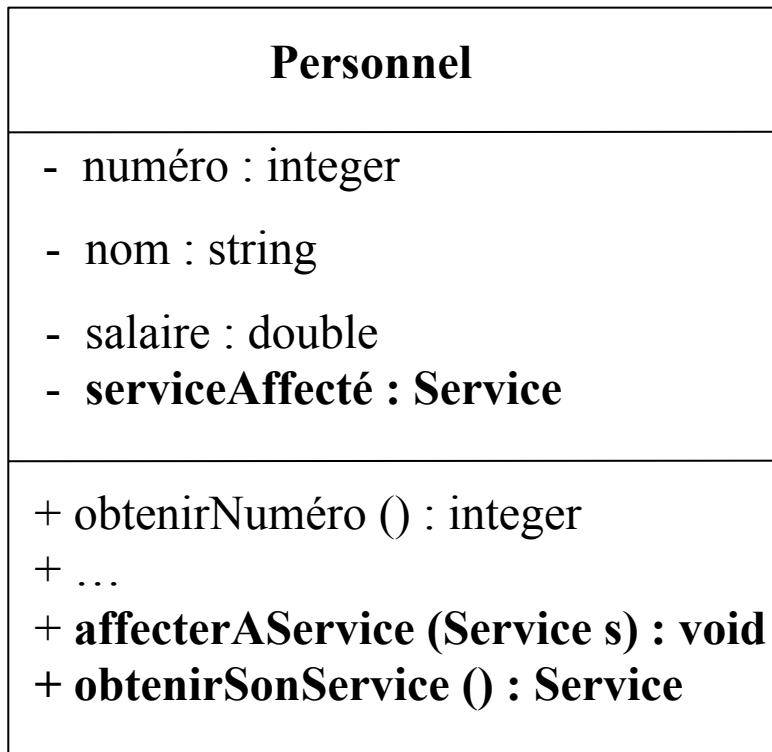 Personnel
- numéro : integer
- nom : string
- salaire : double
- serviceAffecté : Service
+ obtenirNuméro () : integer
+ …
+ affecterAService (Service s) : void
+ obtenirSonService () : Service